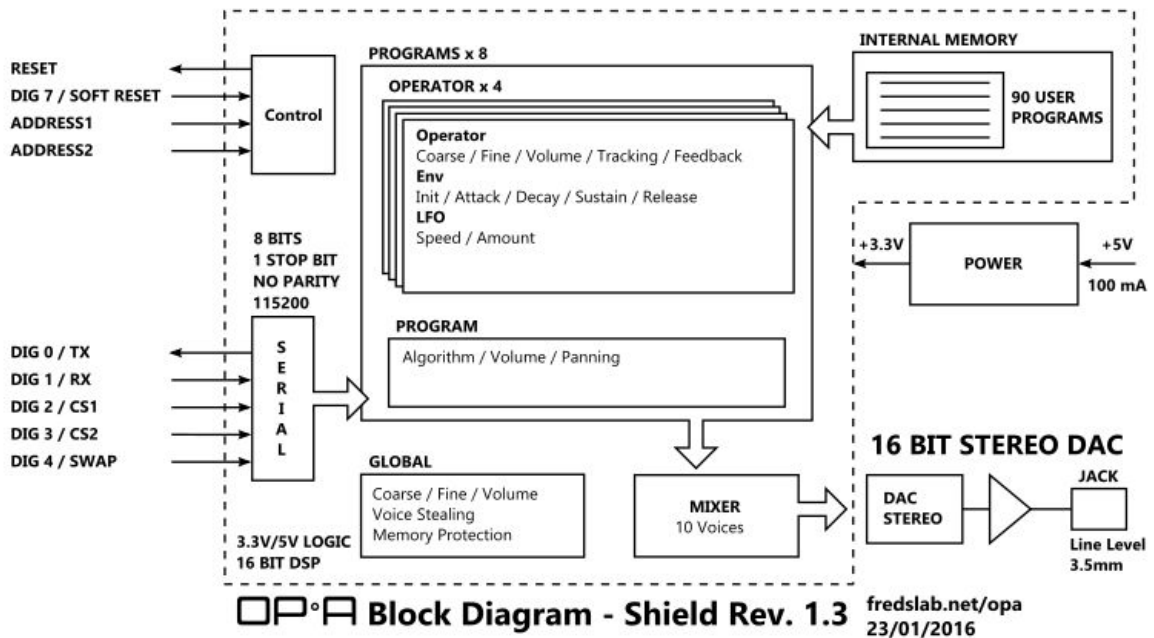 PROGRAMS x 8
INTERNAL MEMORY
RESET
DIG 7 / SOFT RESET
ADDRESS1
ADDRESS2
Control
OPERATOR x 4
Operator
Coarse / Fine / Volume / Tracking / Feedback
Env
Init / Attack / Decay / Sustain / Release
LFO
Speed / Amount
90 USER
PROGRAMS
+3.3V
POWER
+5V
100 mA
8 BITS
1 STOP BIT
NO PARITY
115200
PROGRAM
Algorithm / Volume / Panning
DIG 0 / TX
DIG 1 / RX
DIG 2 / CS1
DIG 3 / CS2
DIG 4 / SWAP
S
E
R
I
A
L
GLOBAL
Coarse / Fine / Volume
Voice Stealing
Memory Protection
MIXER
10 Voices
16 BIT STEREO DAC
DAC
STEREO
JACK
Line Level
3.5mm
3.3V/5V LOGIC
16 BIT DSP
OP°A Block Diagram - Shield Rev. 1.3
fredslab.net/opa
23/01/2016